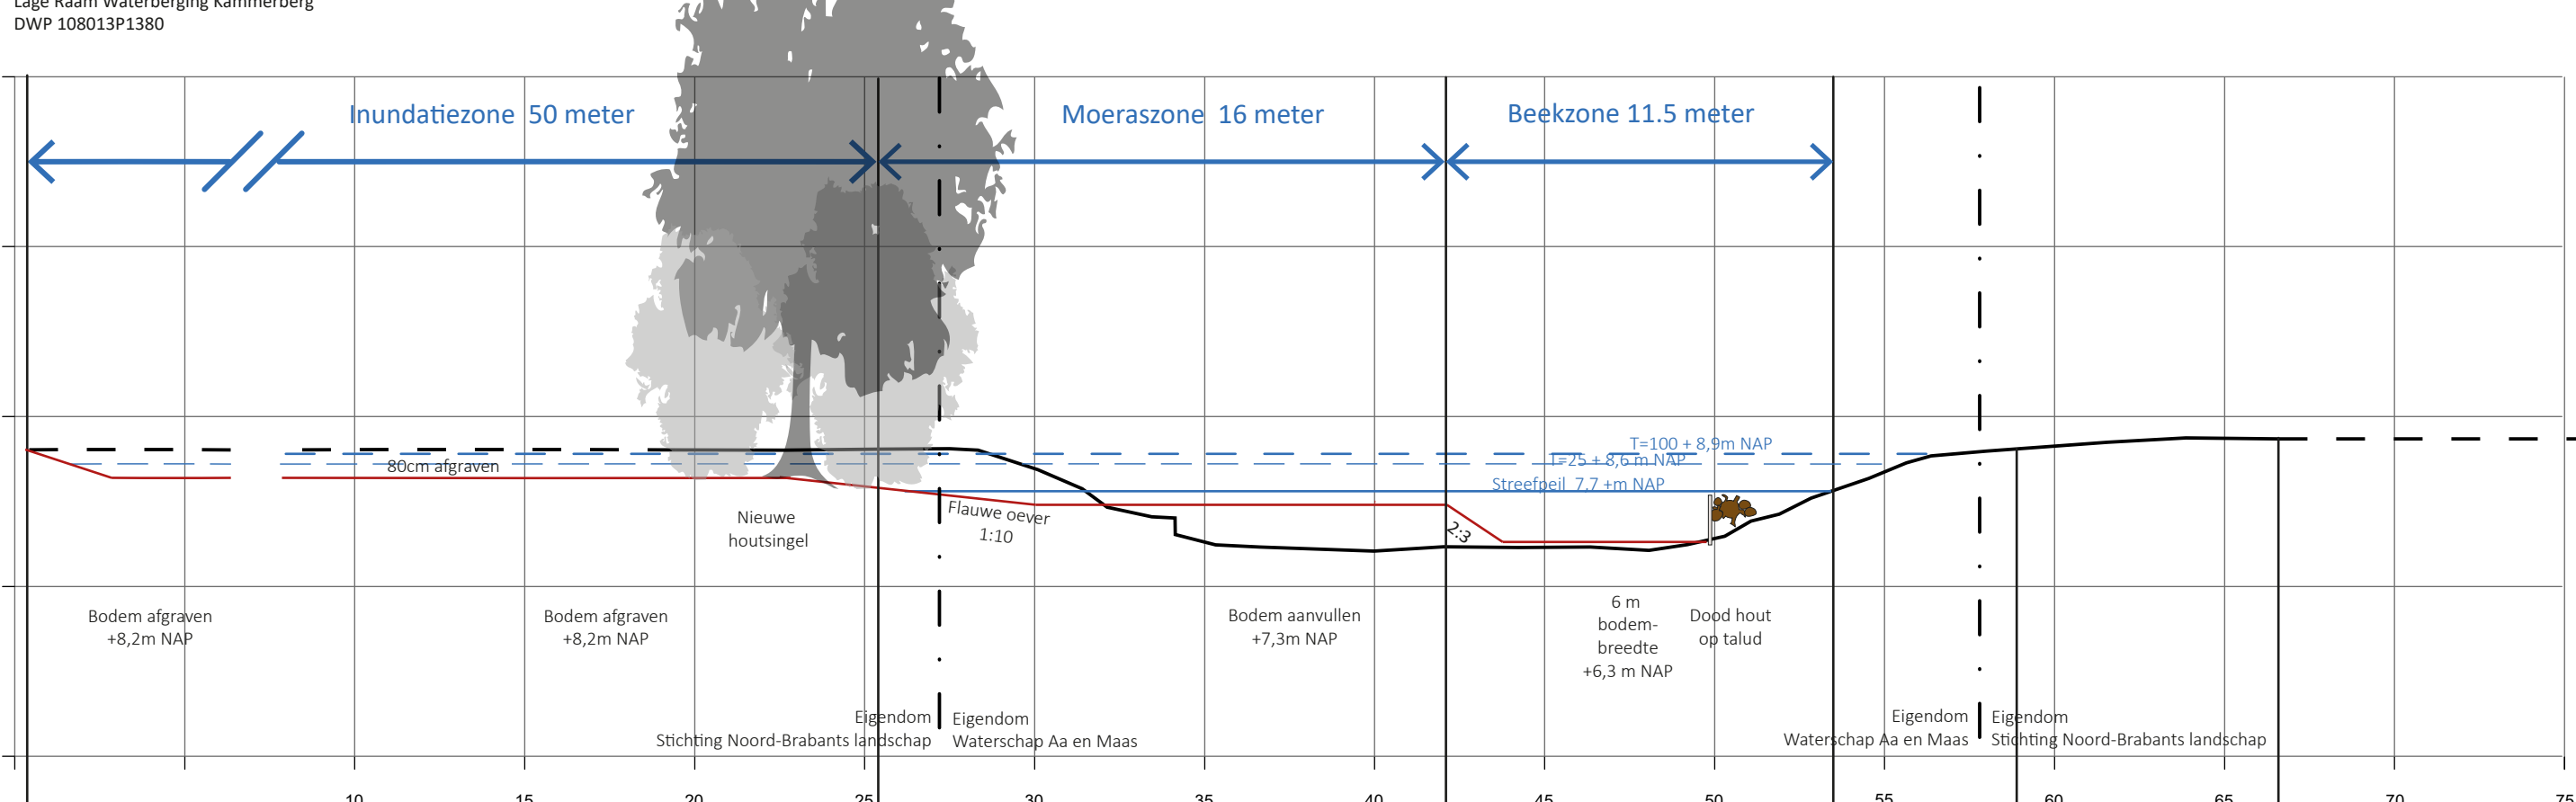 Lage Raam Waterberging Kammerberg
DWP 108013P1380
Inundatiezone 50 meter
Moeraszone 16 meter
Beekzone 11.5 meter
T=100 + 8,9m NAP
T=25 + 8,6 m NAP
80cm afgraven
Streefpeil 7,7 +m NAP
Nieuwe
houtsingel
Flauwe oever
1:10
2:3
Bodem afgraven
+8,2m NAP
Bodem afgraven
+8,2m NAP
Bodem aanvullen
+7,3m NAP
6 m
bodem-
breedte
+6,3 m NAP
Dood hout
op talud
Eigendom
Stichting Noord-Brabants landschap
Eigendom
Waterschap Aa en Maas
Eigendom
Waterschap Aa en Maas
Eigendom
Stichting Noord-Brabants landschap
10 15 20 25 30 35 40 45 50 55 60 65 70 75